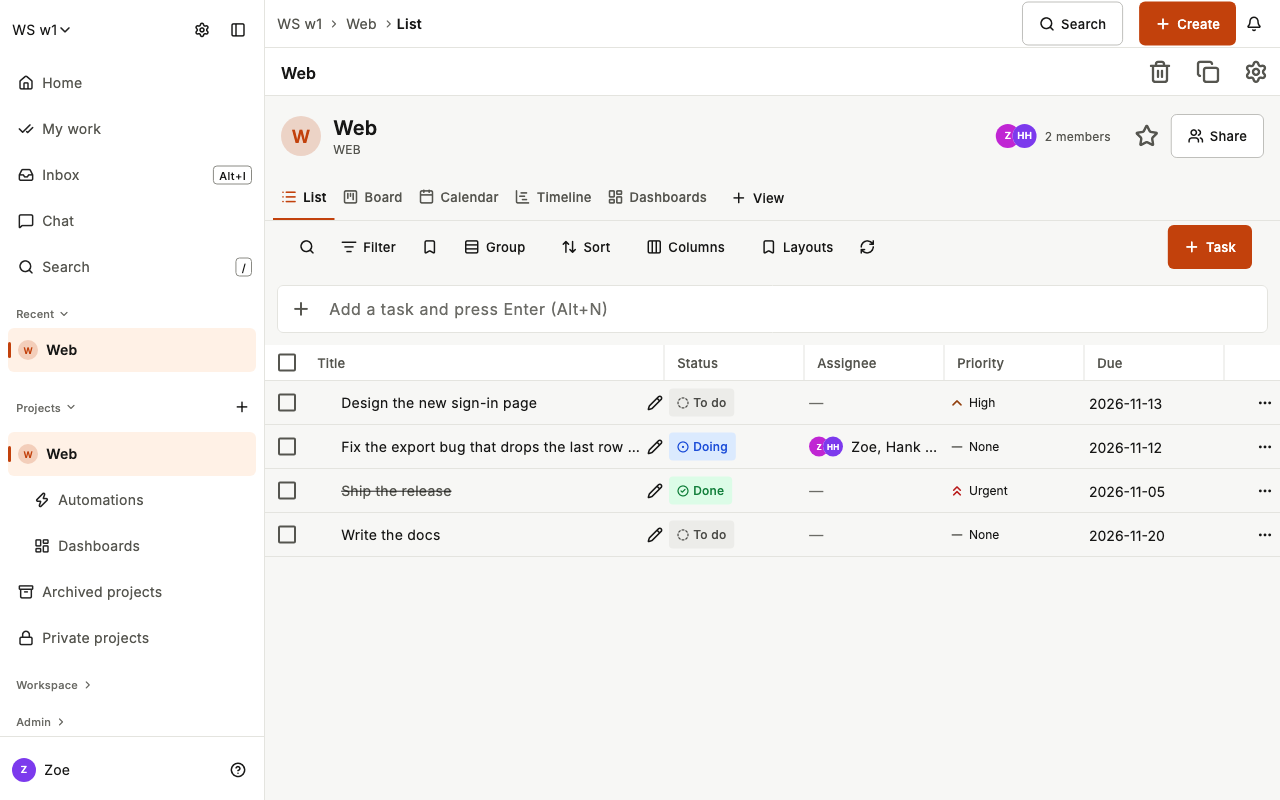 WS w1
Home
My work
Inbox Alt+I
Chat
Search /
Recent
W Web
Projects
W Web
Automations
Dashboards
Archived projects
Private projects
Workspace
Admin
Z Zoe
WS w1 > Web > List
Search
Create
Web
W
Web
WEB
Z HH 2 members
Share
List Board Calendar Timeline Dashboards View
Filter Group Sort Columns Layouts
Task
Add a task and press Enter (Alt+N)
Title Status Assignee Priority Due
Design the new sign-in page To do — High 2026-11-13
Fix the export bug that drops the last row ... Doing Z HH Zoe, Hank ... None 2026-11-12
Ship the release Done — Urgent 2026-11-05
Write the docs To do — None 2026-11-20